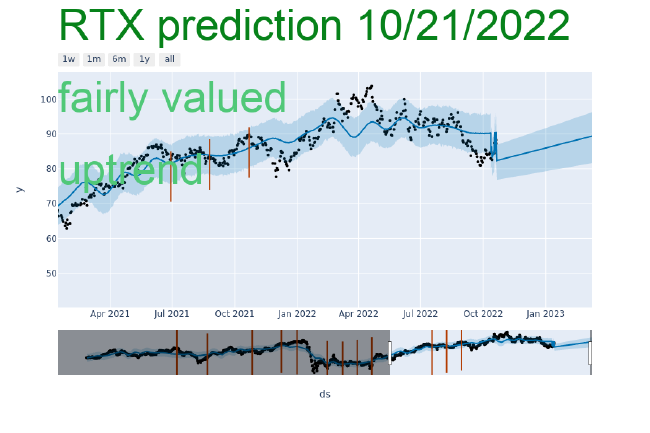 RTX prediction 10/21/2022
1w 1m 6m 1y all
fairly valued
100
90
uptrend
80
70
60
50
y
Apr 2021 Jul 2021 Oct 2021 Jan 2022 Apr 2022 Jul 2022 Oct 2022 Jan 2023
ds